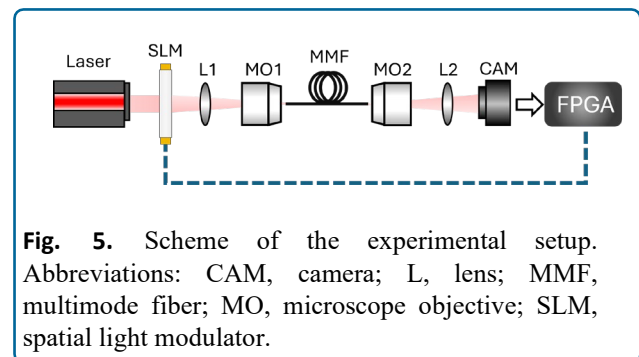 Laser
SLM
L1
MO1
MMF
MO2
L2
CAM
FPGA
Fig. 5. Scheme of the experimental setup.
Abbreviations: CAM, camera; L, lens; MMF,
multimode fiber; MO, microscope objective; SLM,
spatial light modulator.